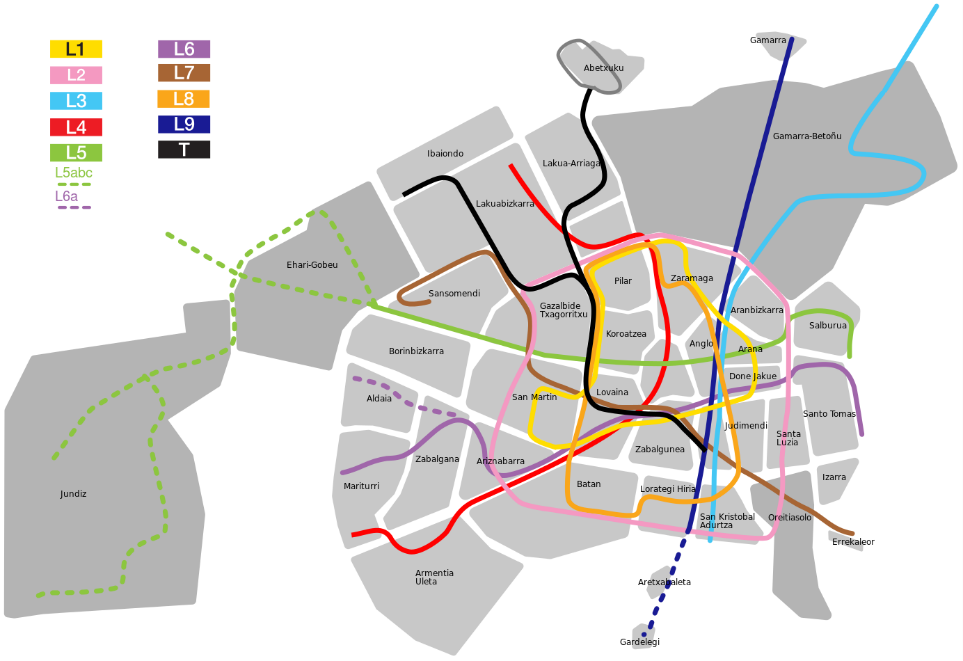 L1
L2
L3
L4
L5
L5abc
L6a
L6
L7
L8
L9
T
Gamarra
Abetxuku
Gamarra-Betoñu
Ibaiondo
Lakua-Arriaga
Lakuabizkarra
Ehari-Gobeu
Sansomendi
Pilar
Zaramaga
Gazalbide
Txagorritxu
Aranbizkarra
Salburua
Koroatzea
Anglo
Arana
Borinbizkarra
Done Jakue
Aldaia
San Martin
Lovaina
Santo Tomas
Judimendi
Santa
Luzia
Zabalgunea
Zabalgana
Ariznabarra
Mariturri
Batan
Lorategi Hiria
Izarra
Jundiz
San Kristobal
Adurtza
Oreitiasolo
Errekaleor
Armentia
Uleta
Aretxabaleta
Gardelegi